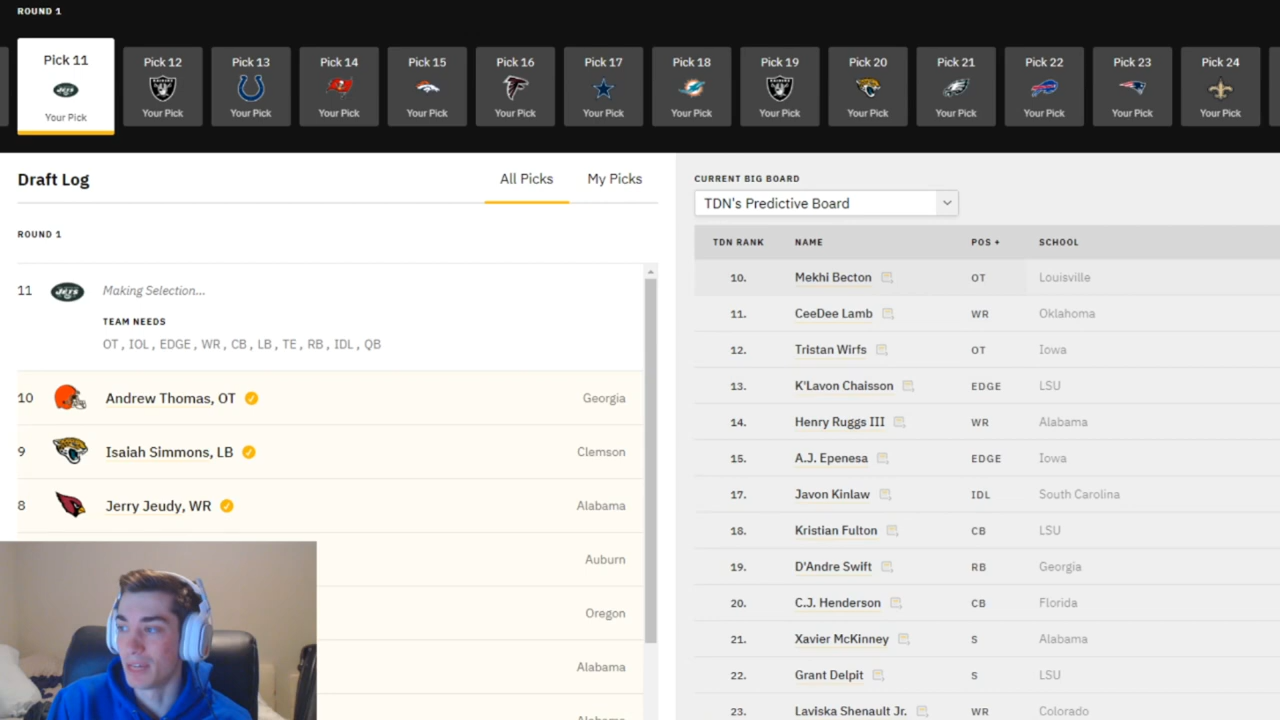 ROUND 1
Pick 11 Pick 12 Pick 13 Pick 14 Pick 15 Pick 16 Pick 17 Pick 18 Pick 19 Pick 20 Pick 21 Pick 22 Pick 23 Pick 24
JETS
Your Pick Your Pick Your Pick Your Pick Your Pick Your Pick Your Pick Your Pick Your Pick Your Pick Your Pick Your Pick Your Pick Your Pick
Draft Log All Picks My Picks
ROUND 1
11 JETS Making Selection...
TEAM NEEDS
OT , IOL , EDGE , WR , CB , LB , TE , RB , IDL , QB
10 Andrew Thomas, OT Georgia
9 Isaiah Simmons, LB Clemson
8 Jerry Jeudy, WR Alabama
Auburn
Oregon
Alabama
Alabama
CURRENT BIG BOARD
TDN's Predictive Board
TDN RANK NAME POS + SCHOOL
10. Mekhi Becton OT Louisville
11. CeeDee Lamb WR Oklahoma
12. Tristan Wirfs OT Iowa
13. K'Lavon Chaisson EDGE LSU
14. Henry Ruggs III WR Alabama
15. A.J. Epenesa EDGE Iowa
17. Javon Kinlaw IDL South Carolina
18. Kristian Fulton CB LSU
19. D'Andre Swift RB Georgia
20. C.J. Henderson CB Florida
21. Xavier McKinney S Alabama
22. Grant Delpit S LSU
23. Laviska Shenault Jr. WR Colorado